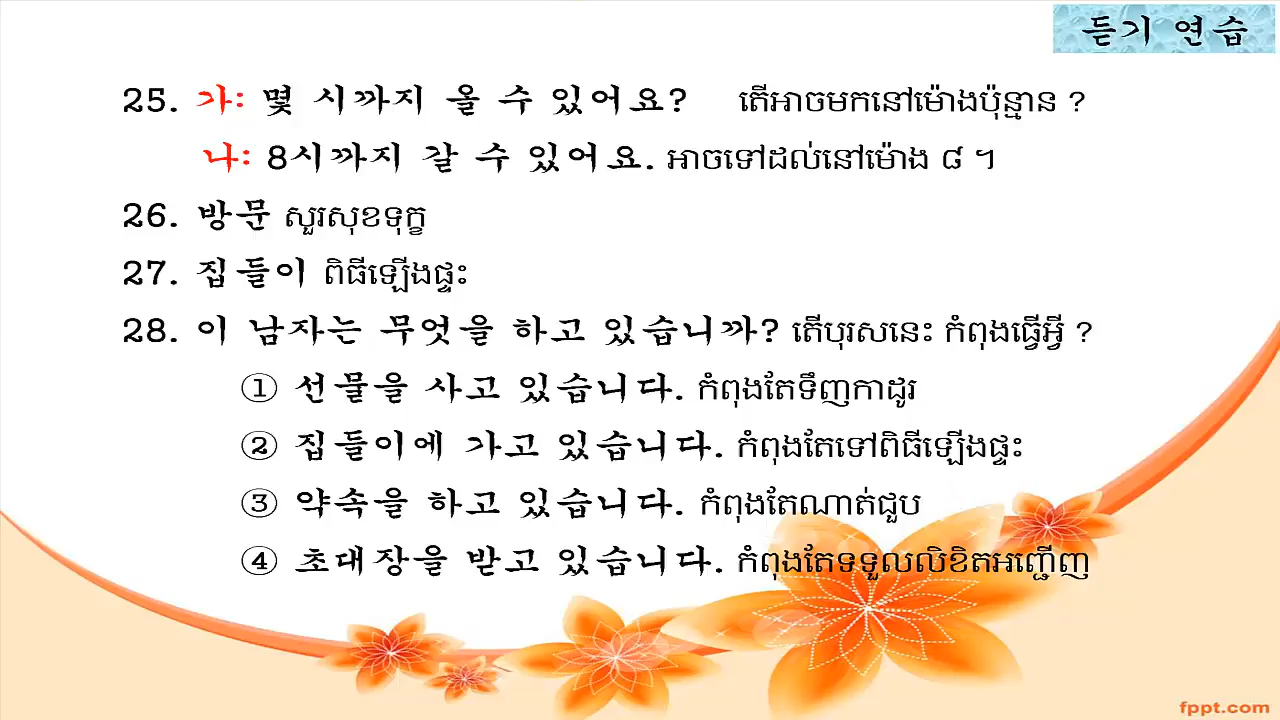 듣기 연습
25. 가: 몇 시까지 올 수 있어요? តើអាចមកនៅម៉ោងប៉ុន្មាន ?
나: 8시까지 갈 수 있어요. អាចទៅដល់នៅម៉ោង ៨ ។
26. 방문 សួរសុខទុក្ខ
27. 집들이 ពិធីឡើងផ្ទះ
28. 이 남자는 무엇을 하고 있습니까? តើបុរសនេះ កំពុងធ្វើអ្វី ?
① 선물을 사고 있습니다. កំពុងតែទឹញកាដូរ
② 집들이에 가고 있습니다. កំពុងតែទៅពិធីឡើងផ្ទះ
③ 약속을 하고 있습니다. កំពុងតែណាត់ជួប
④ 초대장을 받고 있습니다. កំពុងតែទទួលលិខិតអញ្ជើញ
fppt.com